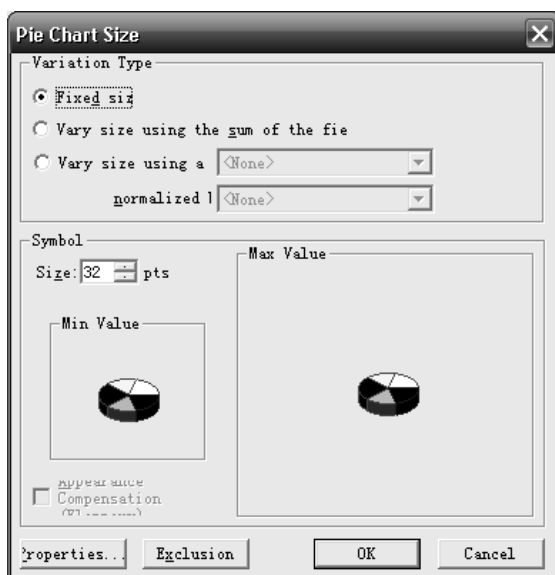 Pie Chart Size
Variation Type
Fixed siz
Vary size using the sum of the fie
Vary size using a <None>
normalized l <None>
Symbol
Size: 32 pts
Max Value
Min Value
Appearance
Compensation
Properties...
Exclusion
OK
Cancel